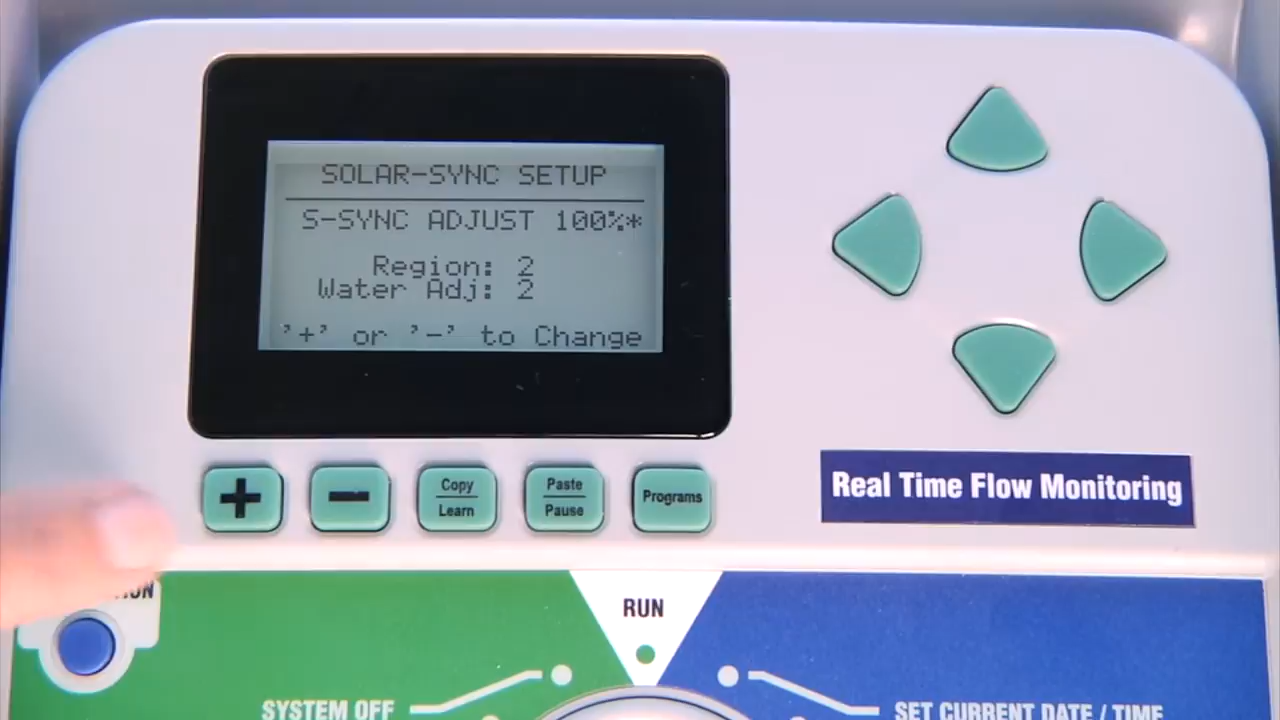 SOLAR-SYNC SETUP
S-SYNC ADJUST 100%*
Region: 2
Water Adj: 2
'+' or '-' to Change
+
-
Copy
Learn
Paste
Pause
Programs
Real Time Flow Monitoring
RUN
SYSTEM OFF
SET CURRENT DATE / TIME